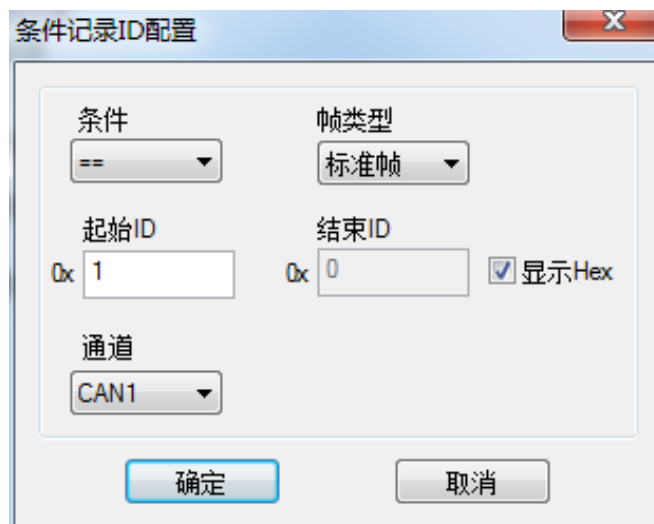 条件记录ID配置
条件 帧类型
== 标准帧
起始ID 结束ID
0x 1 0x 0 显示Hex
通道
CAN1
确定 取消